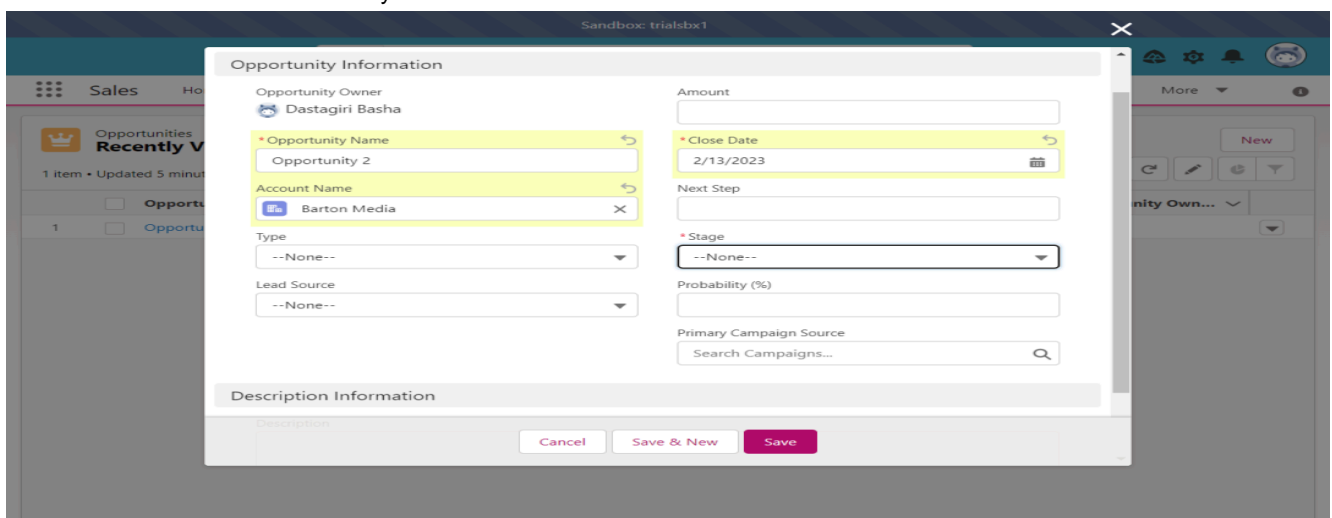 Sandbox: trialsbx1
Sales
Ho
More
Opportunities
Recently V
New
1 item • Updated 5 minut
Opportu
nity Own...
1
Opportu
Opportunity Information
Opportunity Owner
Dastagiri Basha
Amount
*Opportunity Name
Opportunity 2
*Close Date
2/13/2023
Account Name
Barton Media
Next Step
Type
--None--
*Stage
--None--
Lead Source
--None--
Probability (%)
Primary Campaign Source
Search Campaigns...
Description Information
Description
Cancel
Save & New
Save